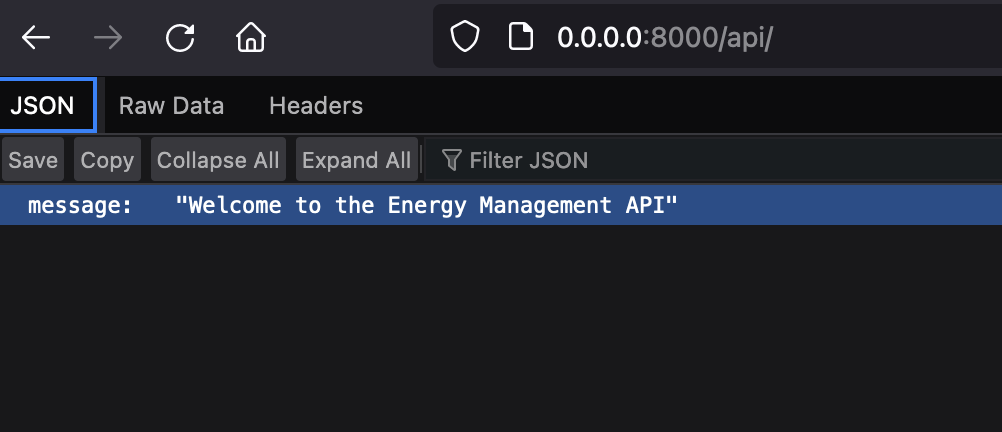 0.0.0.0:8000/api/
JSON Raw Data Headers
Save Copy Collapse All Expand All Filter JSON
message: "Welcome to the Energy Management API"